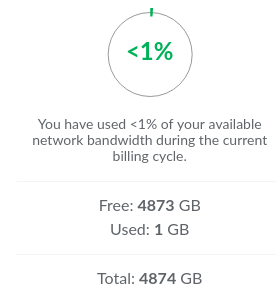 <1%
You have used <1% of your available
network bandwidth during the current
billing cycle.
Free: 4873 GB
Used: 1 GB
Total: 4874 GB